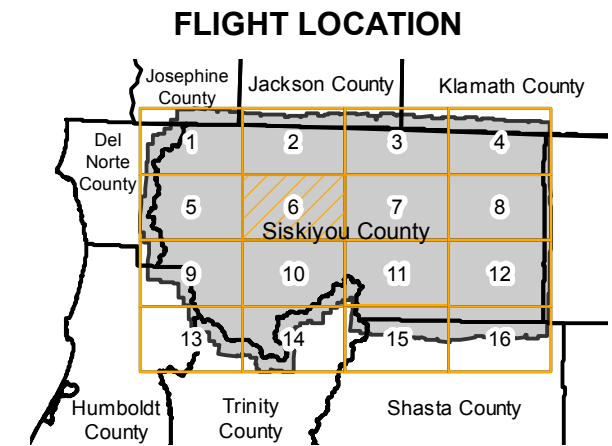 FLIGHT LOCATION
Josephine
County
Jackson County
Klamath County
Del
Norte
County
1
2
3
4
5
6
7
8
Siskiyou County
9
10
11
12
13
14
15
16
Humboldt
County
Trinity
County
Shasta County